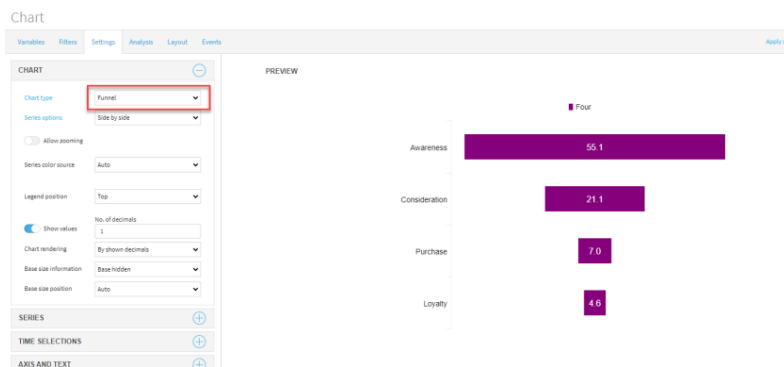 Chart
Variables Filters Settings Analysis Layout Events
Apply
CHART
PREVIEW
Chart type Funnel
Series options Side by side
Allow zooming
Series color source Auto
Legend position Top
No. of decimals
Show values 1
Chart rendering By shown decimals
Base size information Base hidden
Base size position Auto
SERIES
TIME SELECTIONS
AXIS AND TEXT
Four
Awareness 55.1
Consideration 21.1
Purchase 7.0
Loyalty 4.6